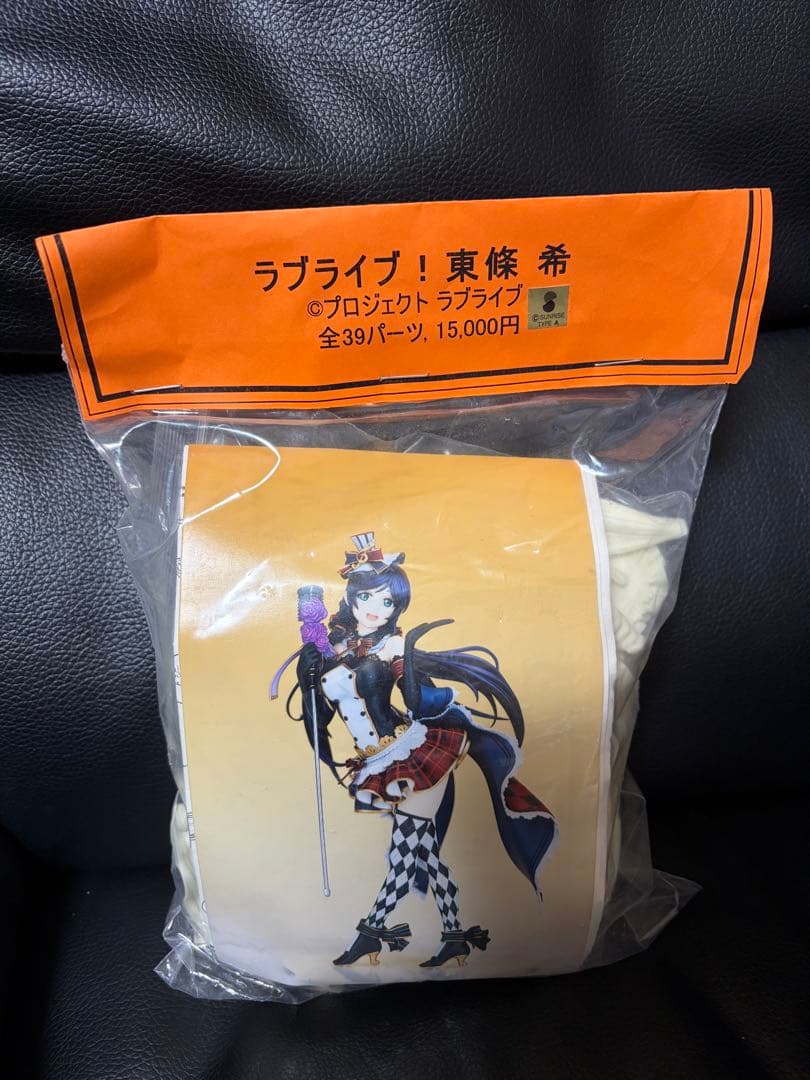 ラブライブ！東條 希
©プロジェクト ラブライブ
全39パーツ, 15,000円
©SUNRISE
TYPE A